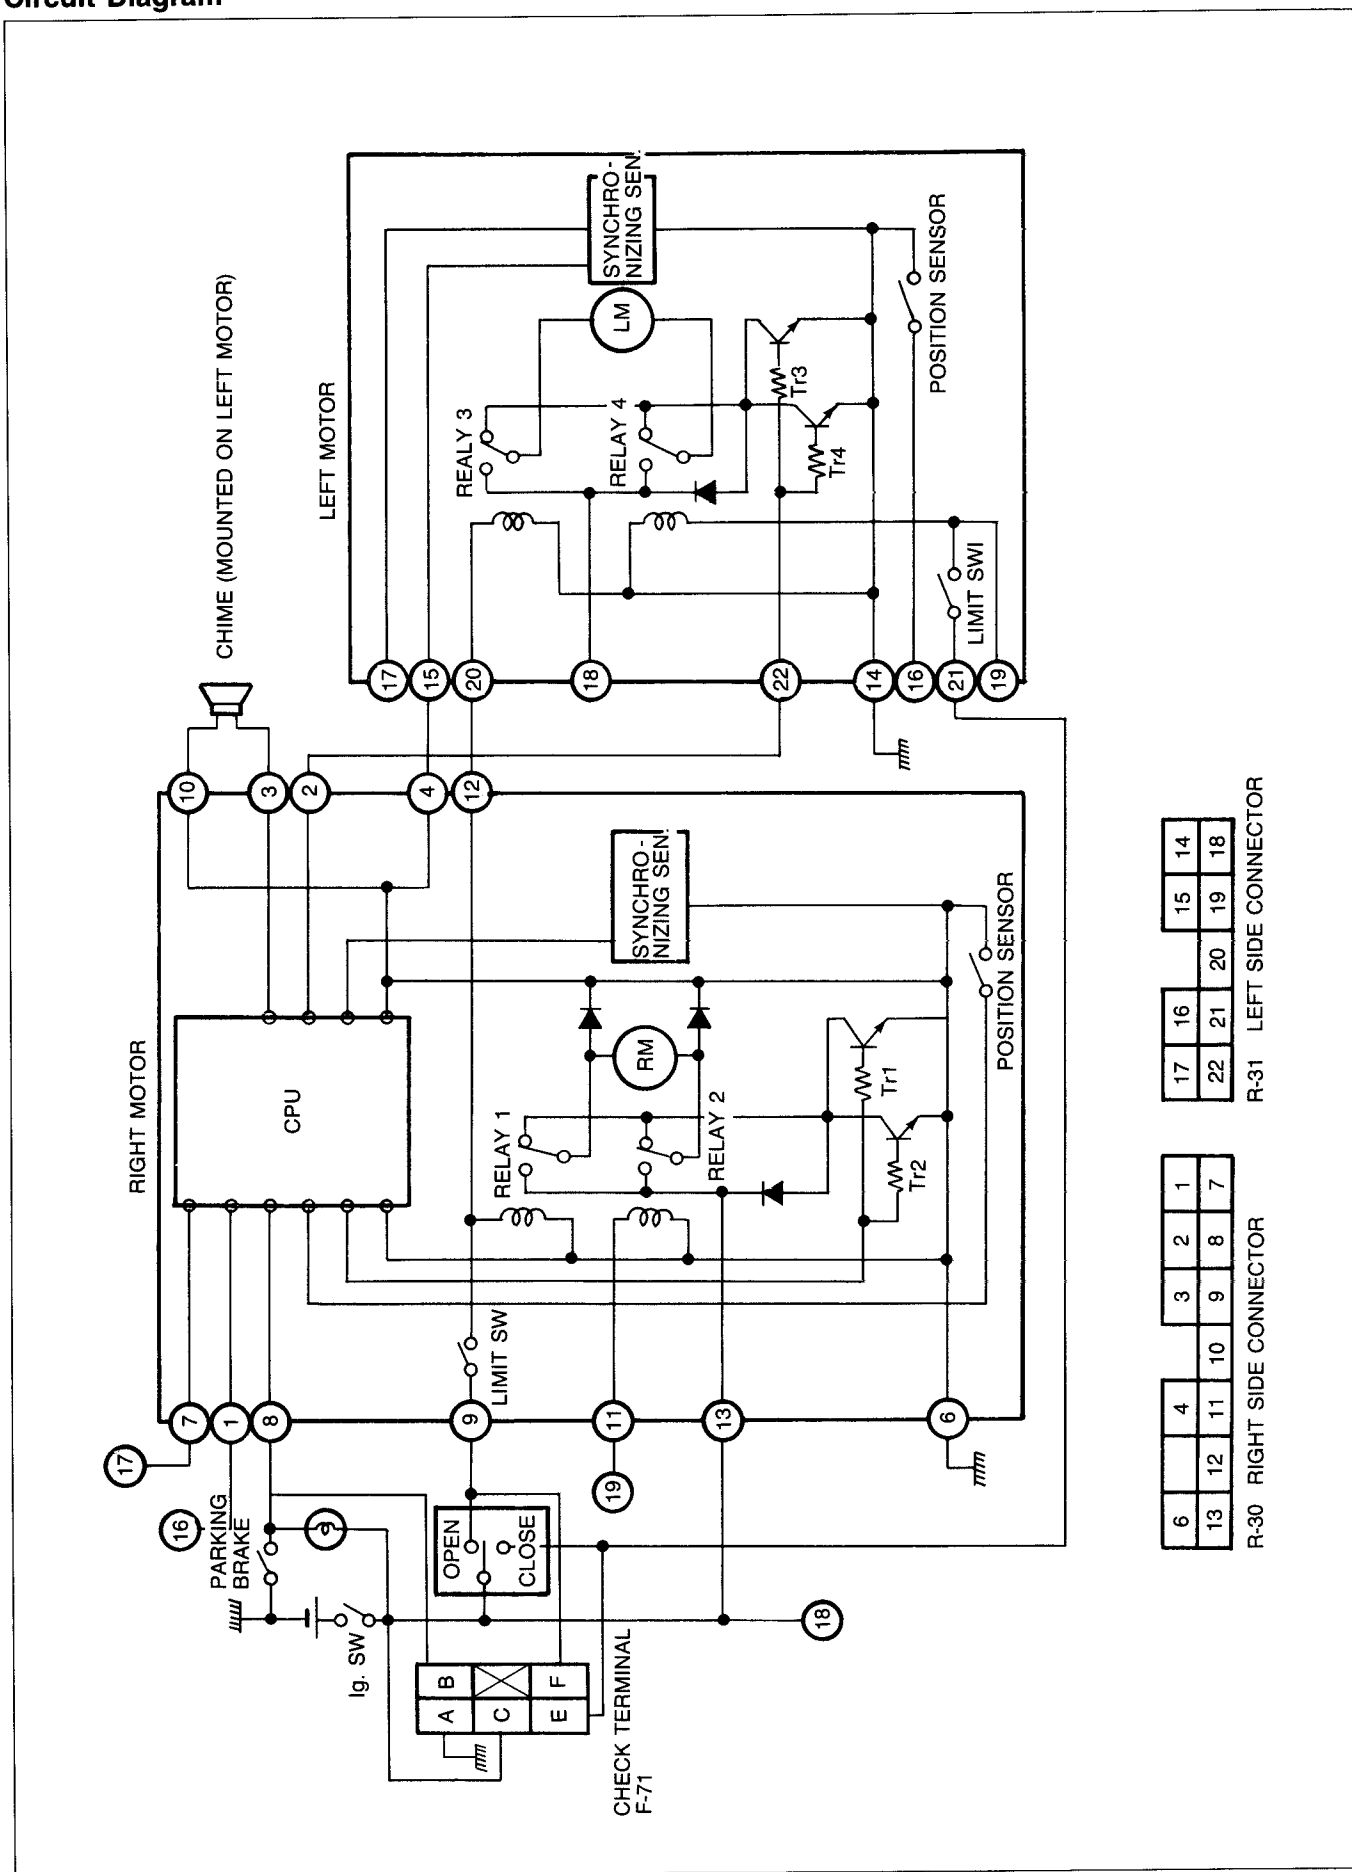 Circuit Diagram
CHIME (MOUNTED ON LEFT MOTOR)
LEFT MOTOR
17
15
20
18
22
14
16
21
19
REALY 3
RELAY 4
LM
SYNCHRO-
NIZING SEN.
Tr3
Tr4
POSITION SENSOR
LIMIT SWI
RIGHT MOTOR
10
3
2
4
12
CPU
SYNCHRO-
NIZING SEN.
RELAY 1
RELAY 2
RM
Tr1
Tr2
POSITION SENSOR
LIMIT SW
7
1
8
9
11
13
6
17
16
19
18
PARKING
BRAKE
Ig. SW
OPEN
CLOSE
A B
C
E F
CHECK TERMINAL
F-71
6 4 3 2 1
13 12 11 10 9 8 7
R-30 RIGHT SIDE CONNECTOR
17 16 15 14
22 21 20 19 18
R-31 LEFT SIDE CONNECTOR